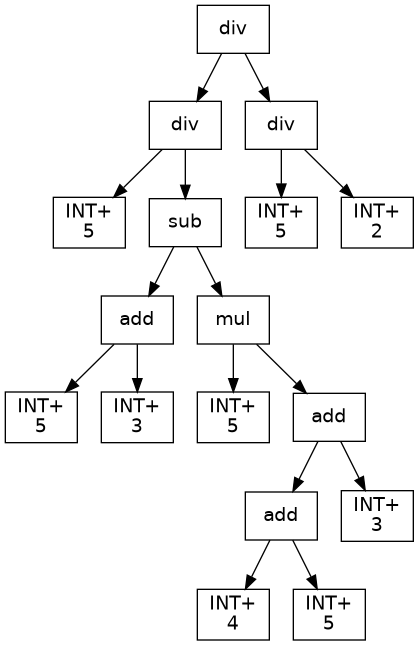 div
div
div
INT+
5
sub
INT+
5
INT+
2
add
mul
INT+
5
INT+
3
INT+
5
add
add
INT+
3
INT+
4
INT+
5